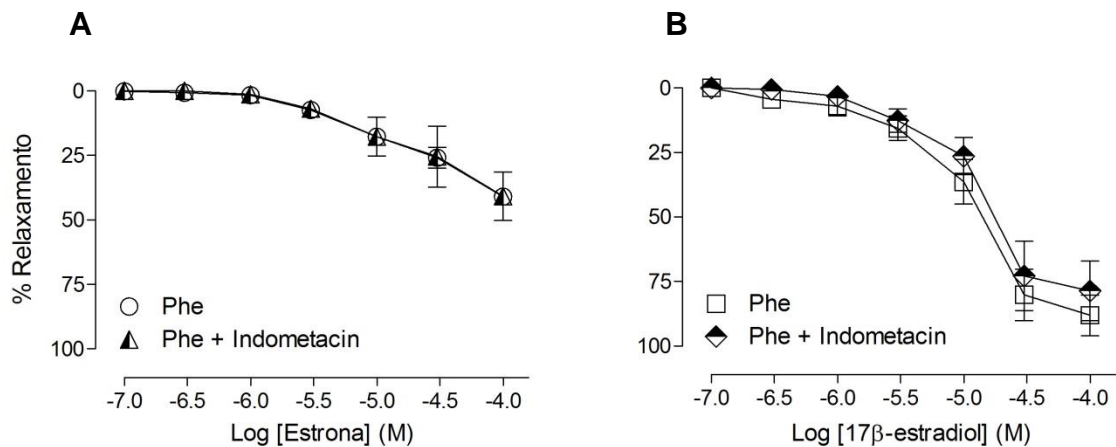 A
% Relaxamento
0
25
50
75
100
Phe
Phe + Indometacin
-7.0 -6.5 -6.0 -5.5 -5.0 -4.5 -4.0
Log [Estrona] (M)
B
0
25
50
75
100
Phe
Phe + Indometacin
-7.0 -6.5 -6.0 -5.5 -5.0 -4.5 -4.0
Log [17β-estradiol] (M)